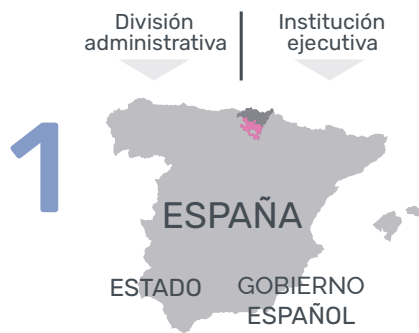 División
administrativa
Institución
ejecutiva
1
ESPAÑA
ESTADO
GOBIERNO
ESPAÑOL